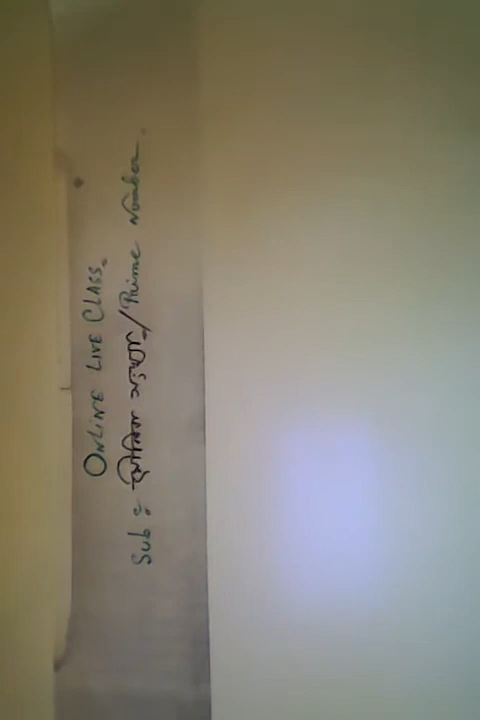 ONLINE LIVE CLASS.
Sub : সংখ্যা / Prime Number.